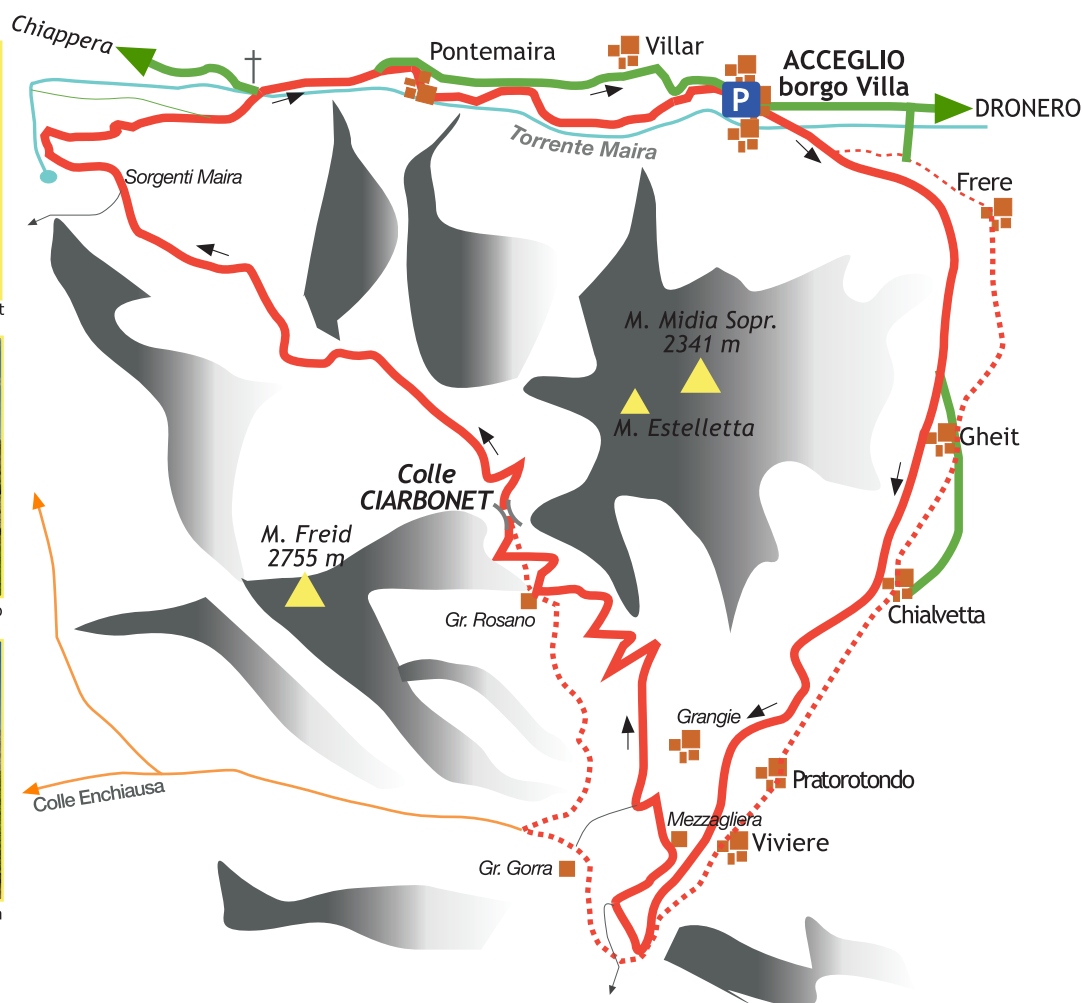 Chiappera
Pontemaira
Villar
ACCEGLIO
borgo Villa
P
DRONERO
Torrente Maira
Sorgenti Maira
Frere
M. Midia Sopr.
2341 m
M. Estelletta
Gheit
Colle
CIARBONET
M. Freid
2755 m
Gr. Rosano
Chialvetta
Grangie
Pratorotondo
Colle Enchiausa
Mezzagliera
Viviere
Gr. Gorra